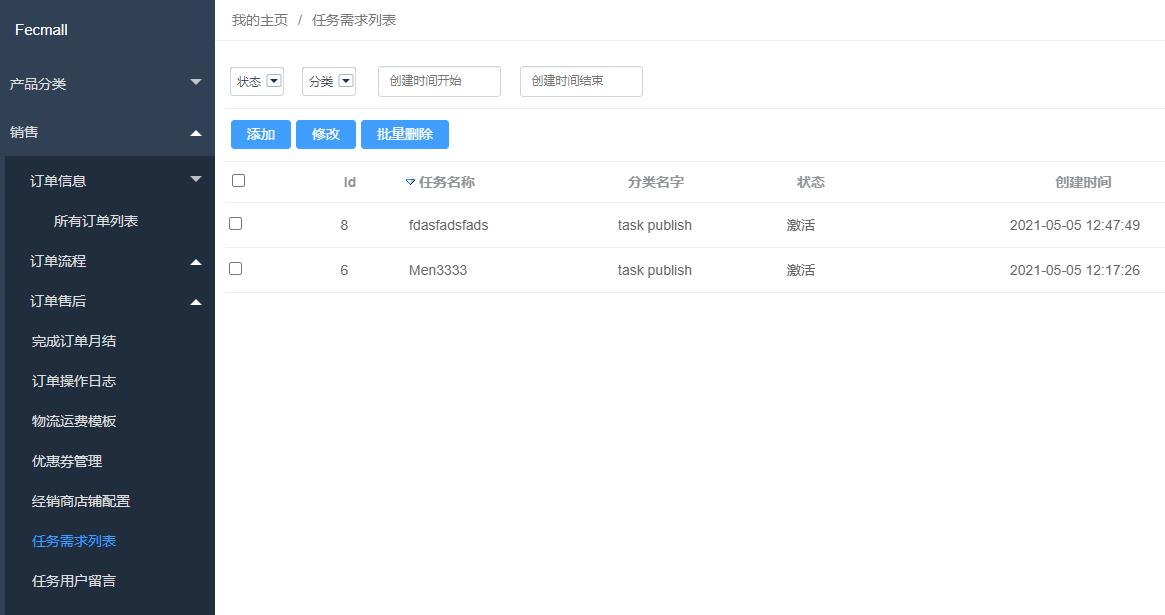 Fecmall
产品分类
销售
订单信息
所有订单列表
订单流程
订单售后
完成订单月结
订单操作日志
物流运费模板
优惠券管理
经销商店铺配置
任务需求列表
任务用户留言
我的主页 / 任务需求列表
状态 分类 创建时间开始 创建时间结束
添加 修改 批量删除
Id 任务名称 分类名字 状态 创建时间
8 fdasfadsfads task publish 激活 2021-05-05 12:47:49
6 Men3333 task publish 激活 2021-05-05 12:17:26